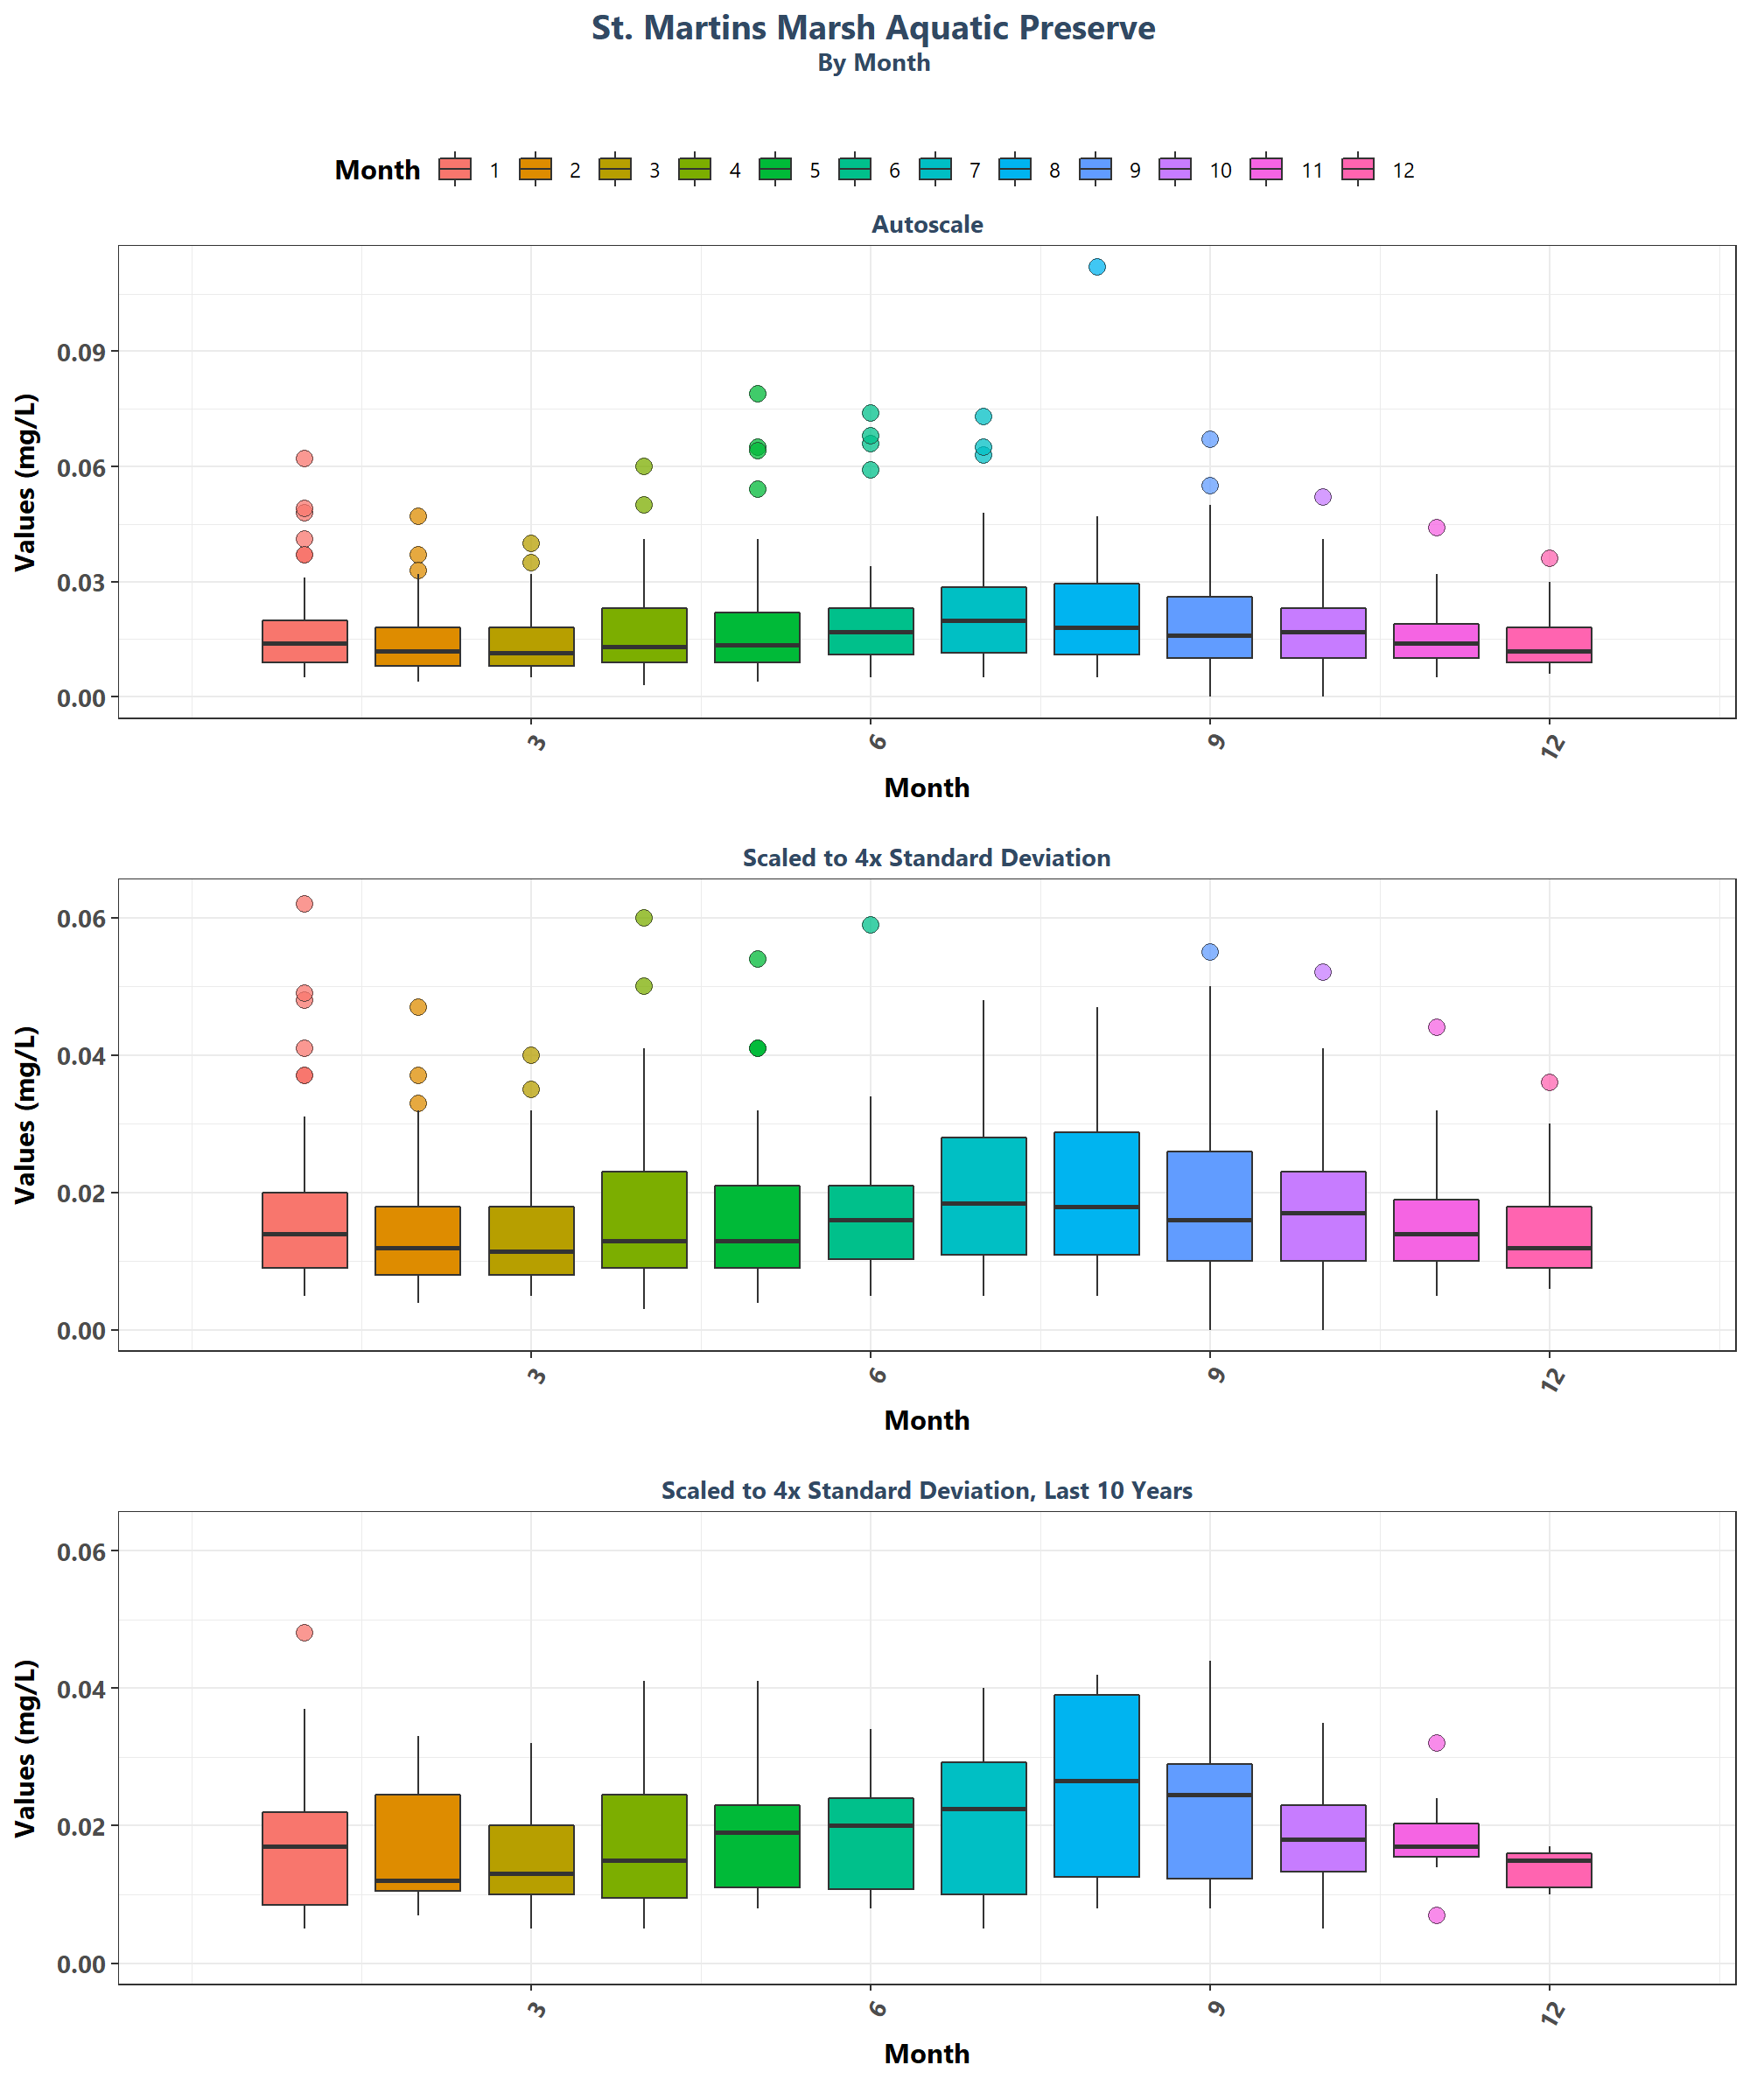 St. Martins Marsh Aquatic Preserve
By Month
Month 1 2 3 4 5 6 7 8 9 10 11 12
Autoscale
Values (mg/L)
0.09
0.06
0.03
0.00
3 6 9 12
Month
Scaled to 4x Standard Deviation
Values (mg/L)
0.06
0.04
0.02
0.00
3 6 9 12
Month
Scaled to 4x Standard Deviation, Last 10 Years
Values (mg/L)
0.06
0.04
0.02
0.00
3 6 9 12
Month